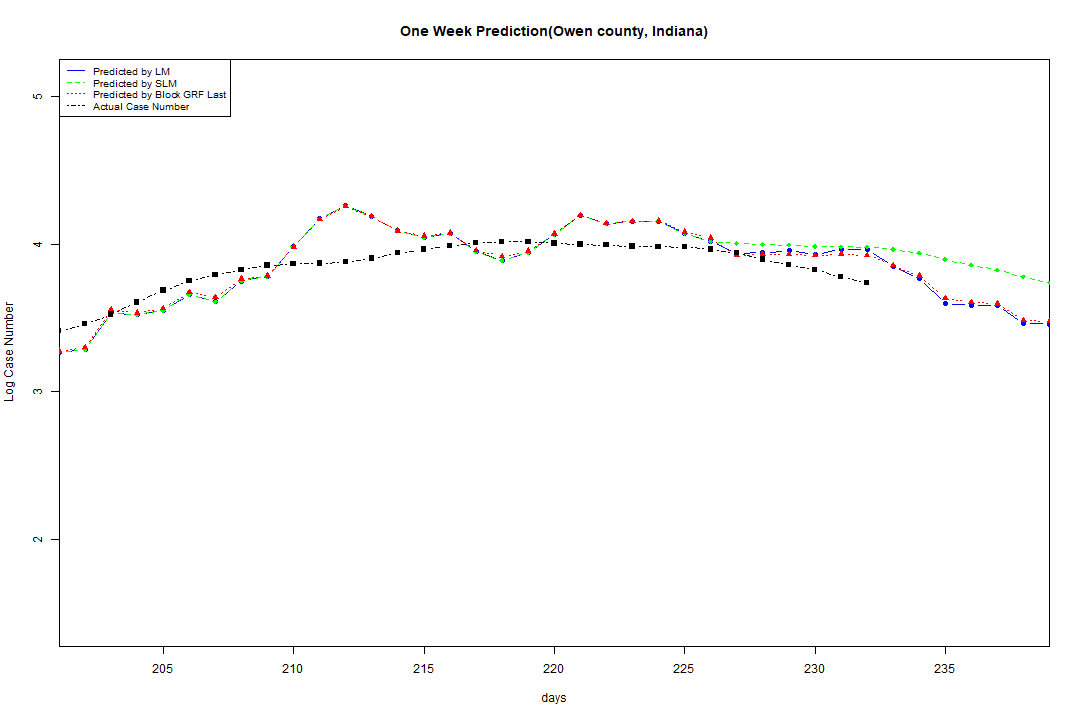 One Week Prediction(Owen county, Indiana)
Predicted by LM
Predicted by SLM
Predicted by Block GRF Last
Actual Case Number
5
4
3
2
Log Case Number
205 210 215 220 225 230 235
days